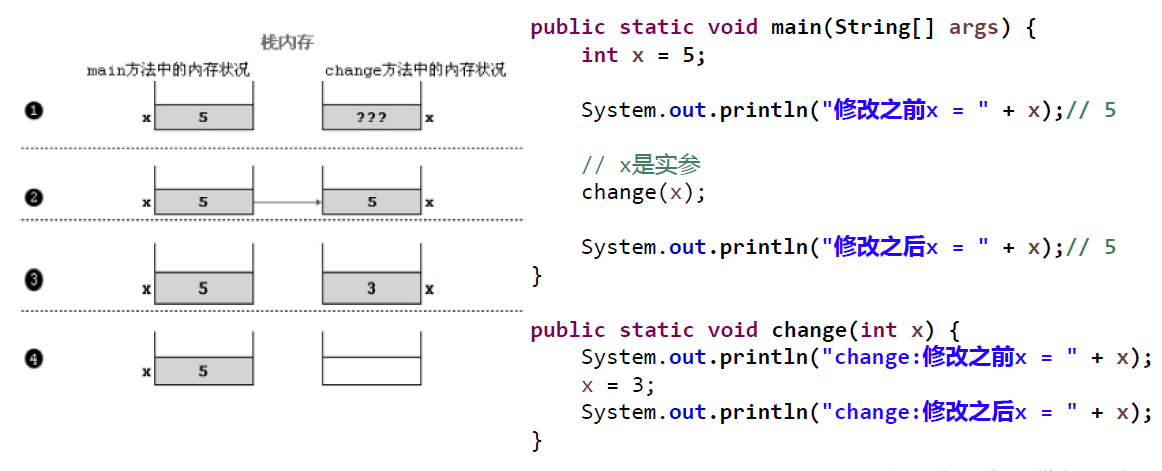 栈内存
main方法中的内存状况 change方法中的内存状况
❶ x 5 ??? x
❷ x 5 5 x
❸ x 5 3 x
❹ x 5
public static void main(String[] args) {
int x = 5;
System.out.println("修改之前x = " + x);// 5
// x是实参
change(x);
System.out.println("修改之后x = " + x);// 5
}
public static void change(int x) {
System.out.println("change:修改之前x = " + x);
x = 3;
System.out.println("change:修改之后x = " + x);
}